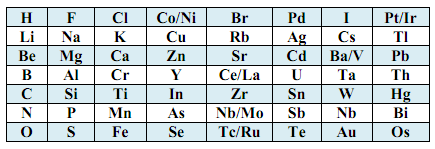 H F Cl Co/Ni Br Pd I Pt/Ir
Li Na K Cu Rb Ag Cs Tl
Be Mg Ca Zn Sr Cd Ba/V Pb
B Al Cr Y Ce/La U Ta Th
C Si Ti In Zr Sn W Hg
N P Mn As Nb/Mo Sb Nb Bi
O S Fe Se Tc/Ru Te Au Os